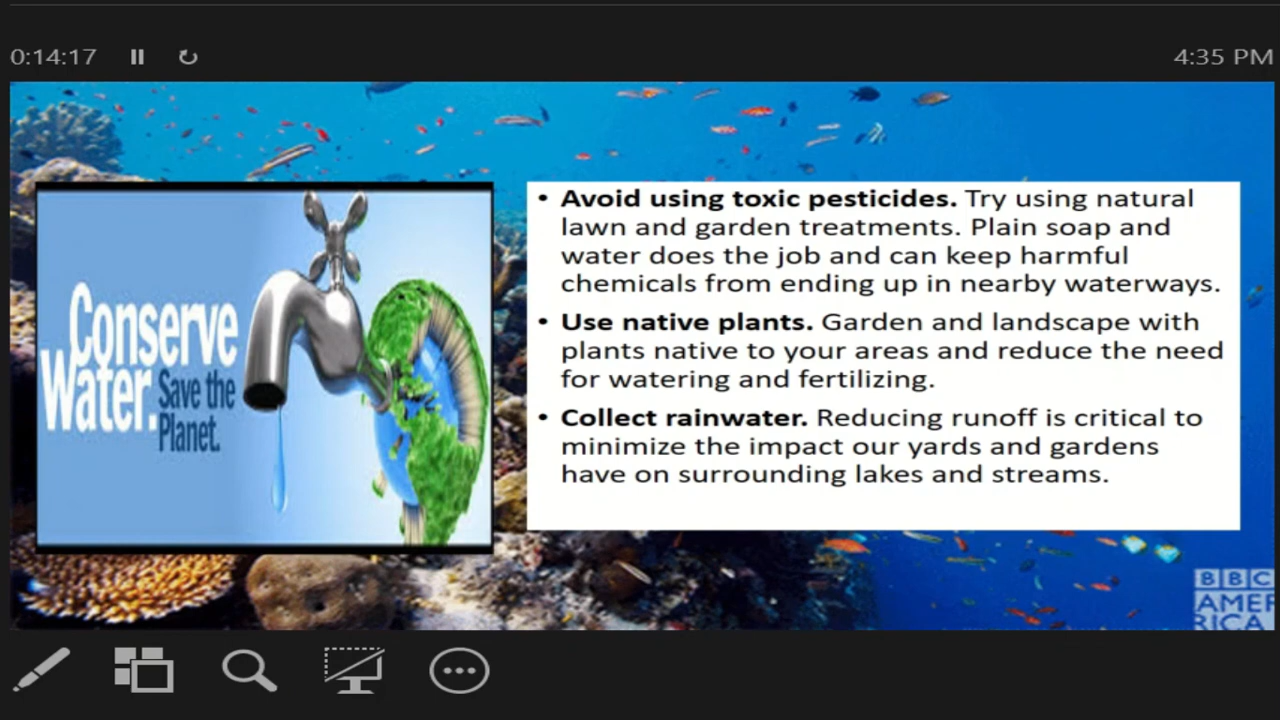 0:14:17
4:35 PM
Conserve
Water.
Save the
Planet.
• Avoid using toxic pesticides. Try using natural
lawn and garden treatments. Plain soap and
water does the job and can keep harmful
chemicals from ending up in nearby waterways.
• Use native plants. Garden and landscape with
plants native to your areas and reduce the need
for watering and fertilizing.
• Collect rainwater. Reducing runoff is critical to
minimize the impact our yards and gardens
have on surrounding lakes and streams.
BBC
AMER
RICA